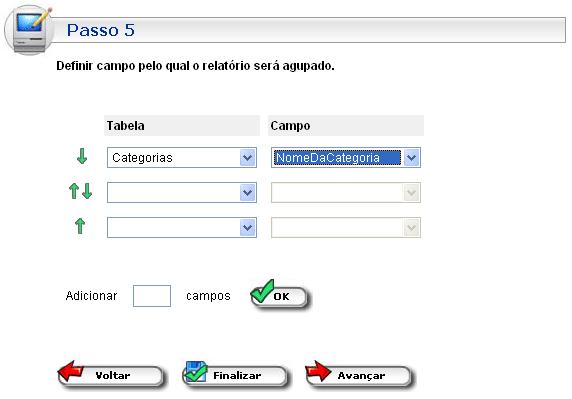 Passo 5
Definir campo pelo qual o relatório será agupado.
Tabela Campo
Categorias NomeDaCategoria
Adicionar campos OK
Voltar Finalizar Avançar